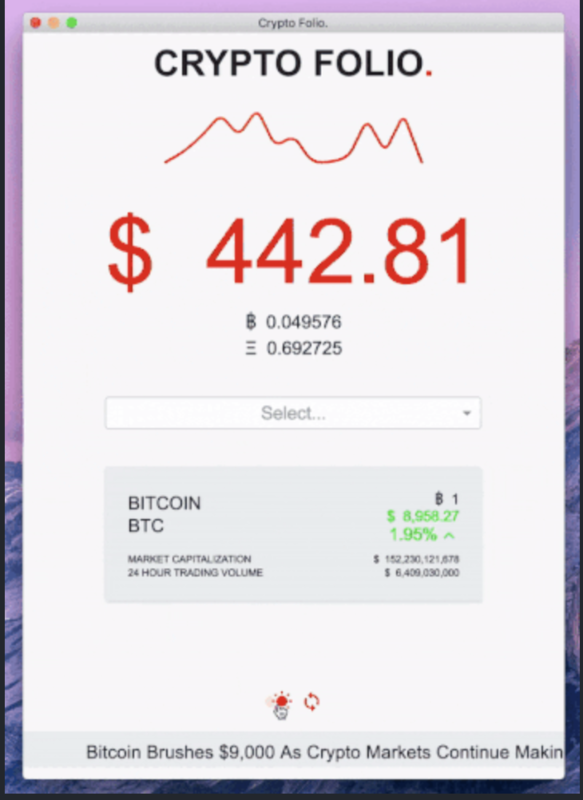 Crypto Folio.
CRYPTO FOLIO.
$ 442.81
฿ 0.049576
Ξ 0.692725
Select...
BITCOIN
BTC
฿ 1
$ 8,958.27
1.95%
MARKET CAPITALIZATION $ 152,230,121,678
24 HOUR TRADING VOLUME $ 6,409,030,000
Bitcoin Brushes $9,000 As Crypto Markets Continue Makin